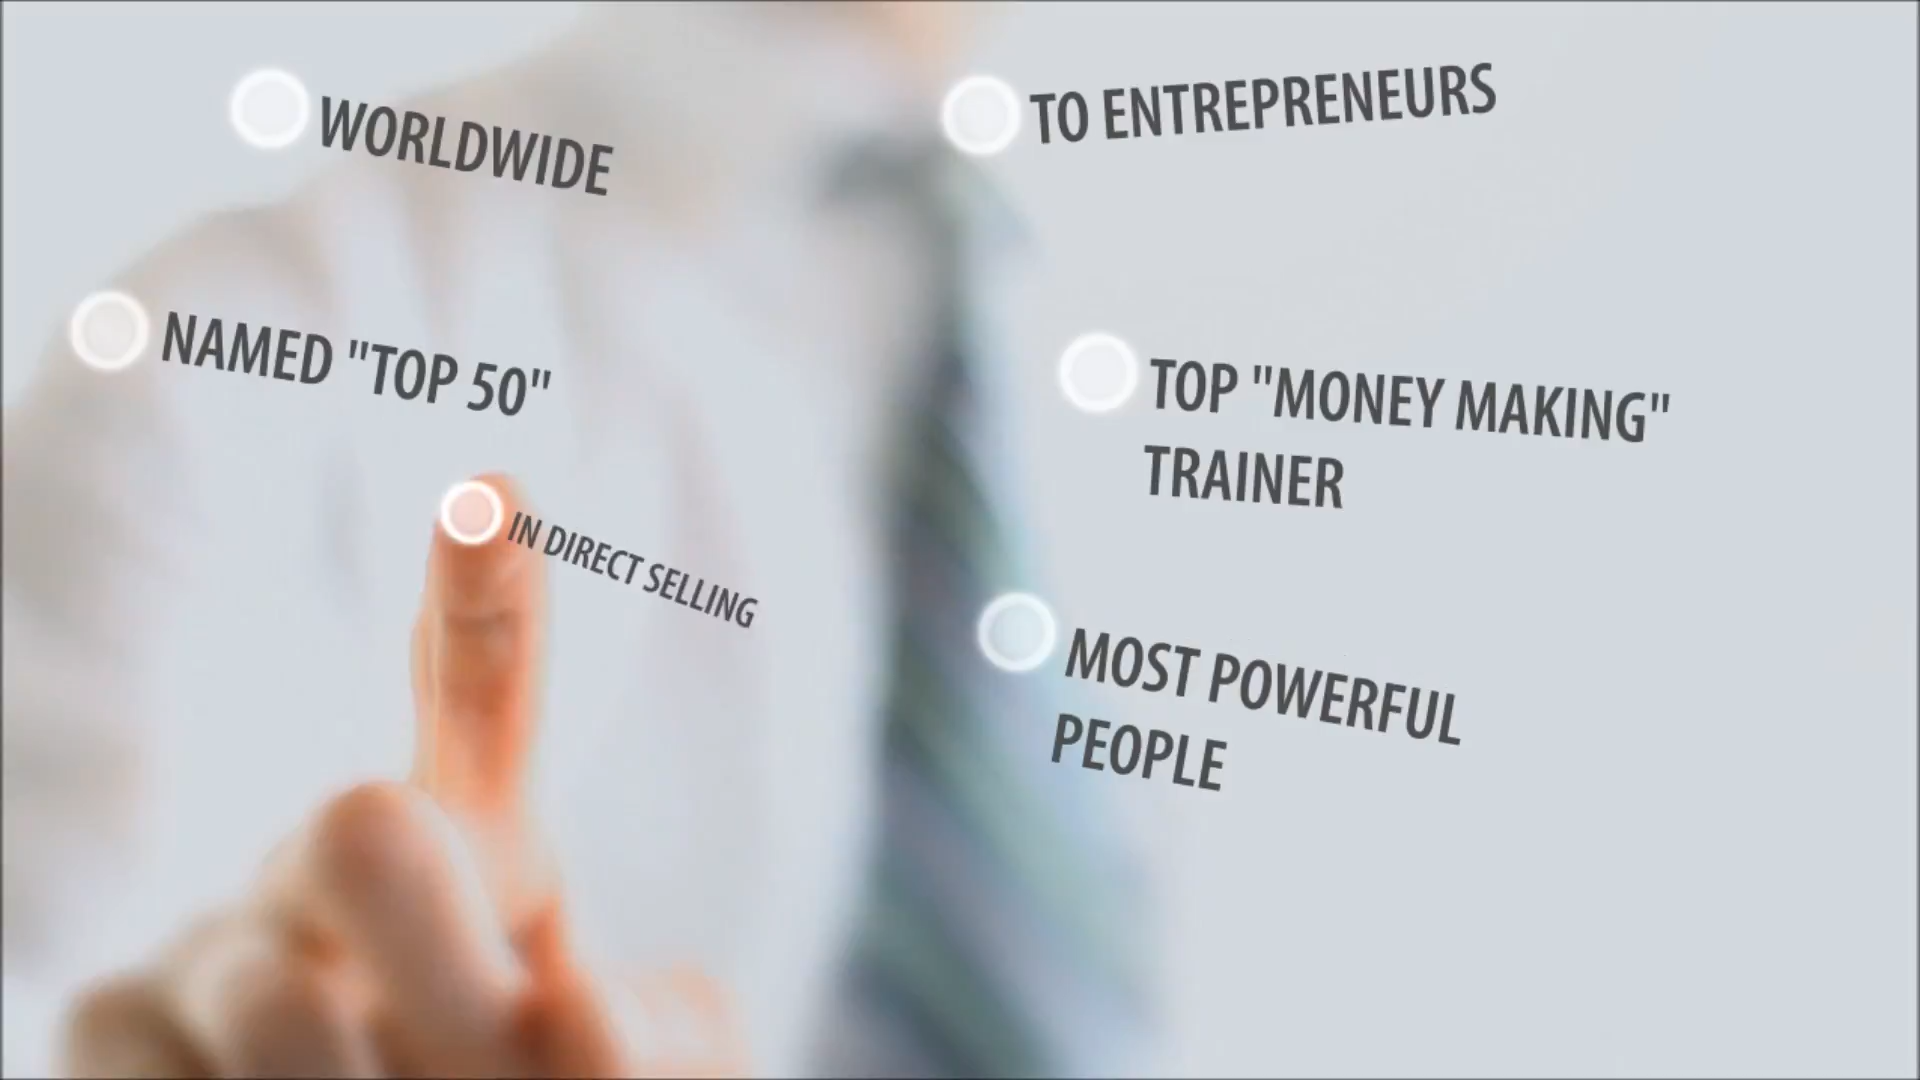 WORLDWIDE
NAMED "TOP 50"
IN DIRECT SELLING
TO ENTREPRENEURS
TOP "MONEY MAKING"
TRAINER
MOST POWERFUL
PEOPLE